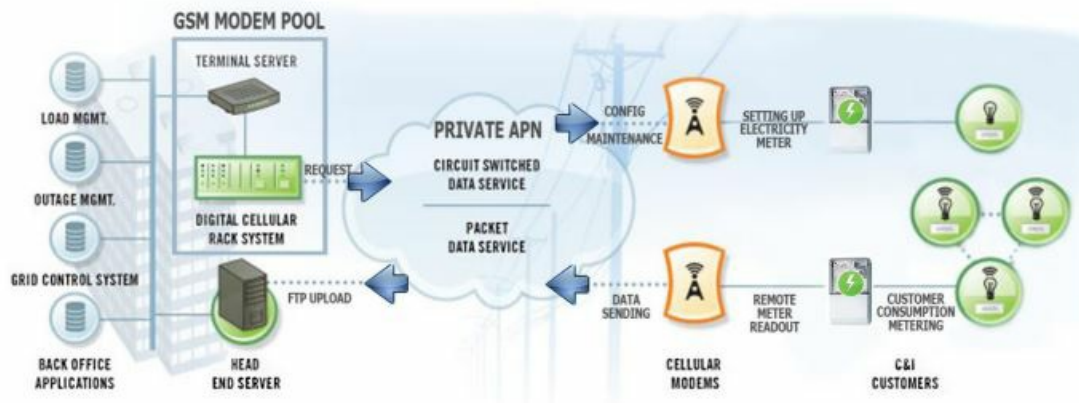 GSM MODEM POOL
TERMINAL SERVER
LOAD MGMT.
OUTAGE MGMT.
GRID CONTROL SYSTEM
BACK OFFICE
APPLICATIONS
DIGITAL CELLULAR
RACK SYSTEM
REQUEST
FTP UPLOAD
HEAD
END SERVER
PRIVATE APN
CIRCUIT SWITCHED
DATA SERVICE
PACKET
DATA SERVICE
CONFIG
MAINTENANCE
SETTING UP
ELECTRICITY
METER
DATA
SENDING
REMOTE
METER
READOUT
CUSTOMER
CONSUMPTION
METERING
CELLULAR
MODEMS
C&I
CUSTOMERS